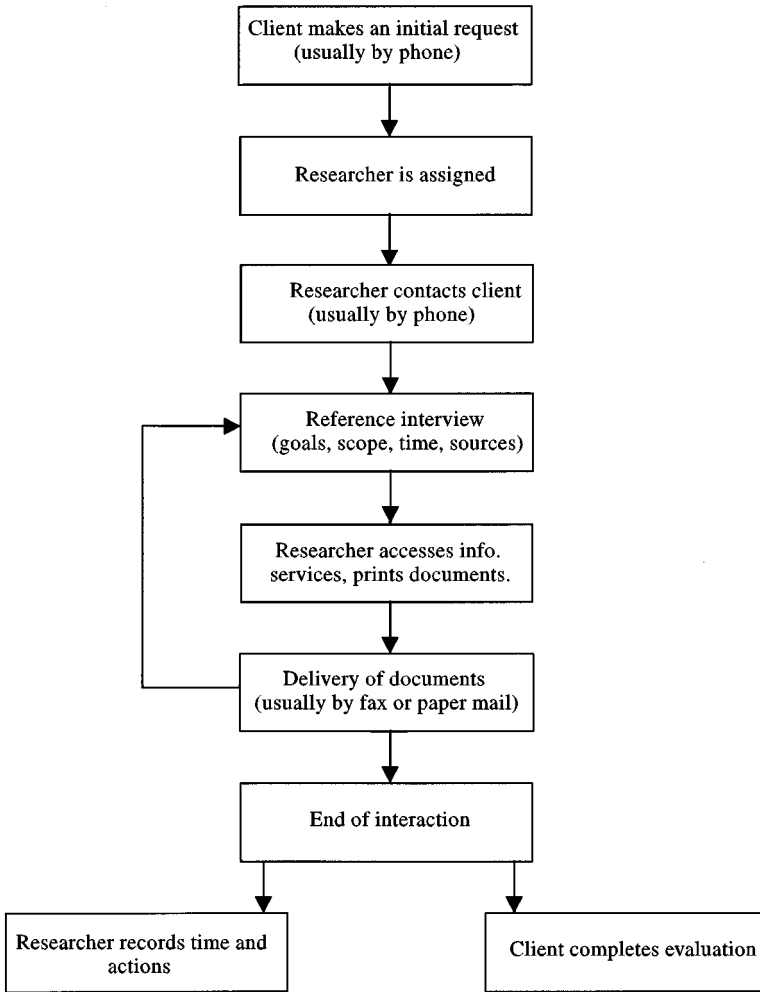 Client makes an initial request
(usually by phone)
Researcher is assigned
Researcher contacts client
(usually by phone)
Reference interview
(goals, scope, time, sources)
Researcher accesses info.
services, prints documents.
Delivery of documents
(usually by fax or paper mail)
End of interaction
Researcher records time and
actions
Client completes evaluation